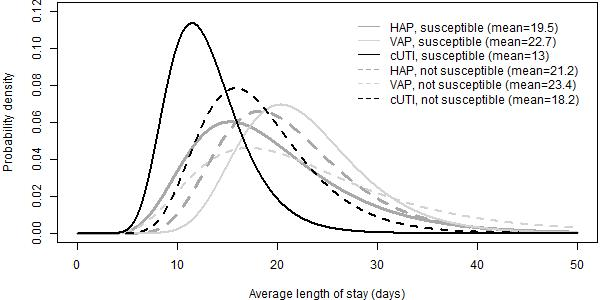 0.12
0.10
0.08
0.06
0.04
0.02
0.00
Probability density
HAP, susceptible (mean=19.5)
VAP, susceptible (mean=22.7)
cUTI, susceptible (mean=13)
HAP, not susceptible (mean=21.2)
VAP, not susceptible (mean=23.4)
cUTI, not susceptible (mean=18.2)
0 10 20 30 40 50
Average length of stay (days)